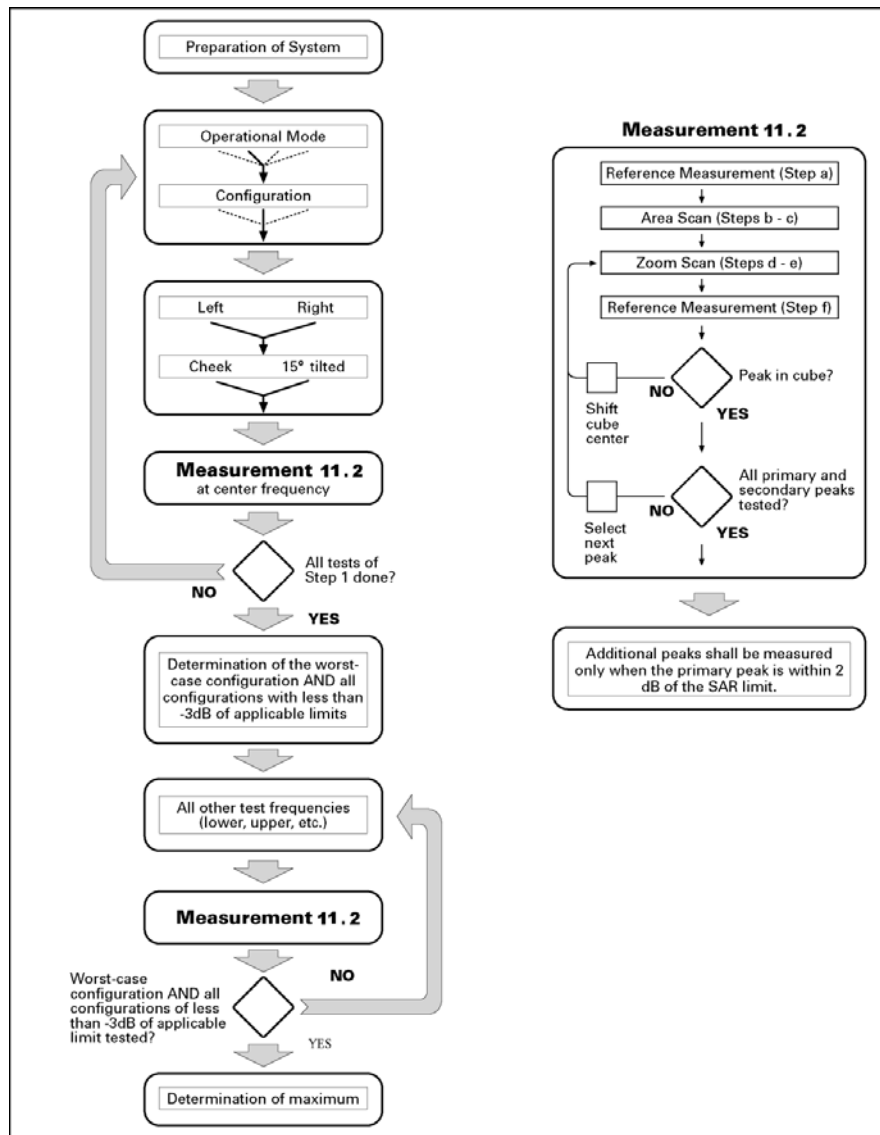 Preparation of System
Operational Mode
Configuration
Left Right
Cheek 15° tilted
Measurement 11.2
at center frequency
All tests of
Step 1 done?
NO
YES
Determination of the worst-
case configuration AND all
configurations with less than
-3dB of applicable limits
All other test frequencies
(lower, upper, etc.)
Measurement 11.2
NO
Worst-case
configuration AND all
configurations of less
than -3dB of applicable
limit tested?
YES
Determination of maximum
Measurement 11.2
Reference Measurement (Step a)
Area Scan (Steps b - c)
Zoom Scan (Steps d - e)
Reference Measurement (Step f)
Peak in cube?
NO
YES
Shift
cube
center
All primary and
secondary peaks
tested?
NO
YES
Select
next
peak
Additional peaks shall be measured
only when the primary peak is within 2
dB of the SAR limit.